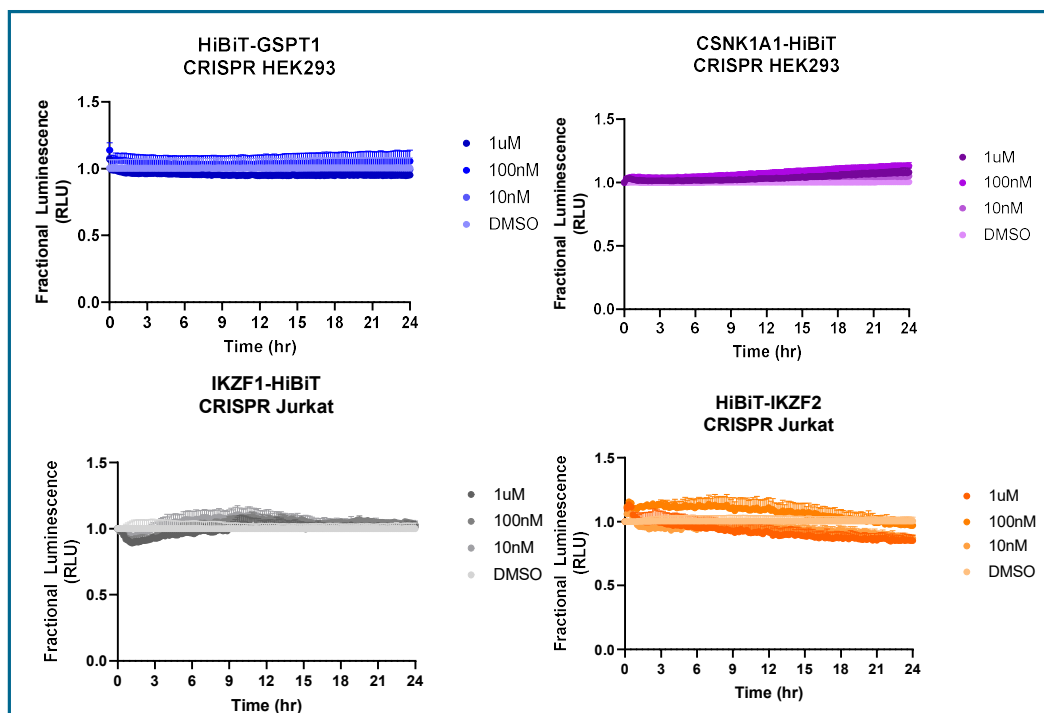 HiBiT-GSPT1
CRISPR HEK293
Fractional Luminescence
(RLU)
1.5
1.0
0.5
0.0
0 3 6 9 12 15 18 21 24
Time (hr)
1uM
100nM
10nM
DMSO
CSNK1A1-HiBiT
CRISPR HEK293
Fractional Luminescence
(RLU)
1.5
1.0
0.5
0.0
0 3 6 9 12 15 18 21 24
Time (hr)
1uM
100nM
10nM
DMSO
IKZF1-HiBiT
CRISPR Jurkat
Fractional Luminescence
(RLU)
1.5
1.0
0.5
0.0
0 3 6 9 12 15 18 21 24
Time (hr)
1uM
100nM
10nM
DMSO
HiBiT-IKZF2
CRISPR Jurkat
Fractional Luminescence
(RLU)
1.5
1.0
0.5
0.0
0 3 6 9 12 15 18 21 24
Time (hr)
1uM
100nM
10nM
DMSO